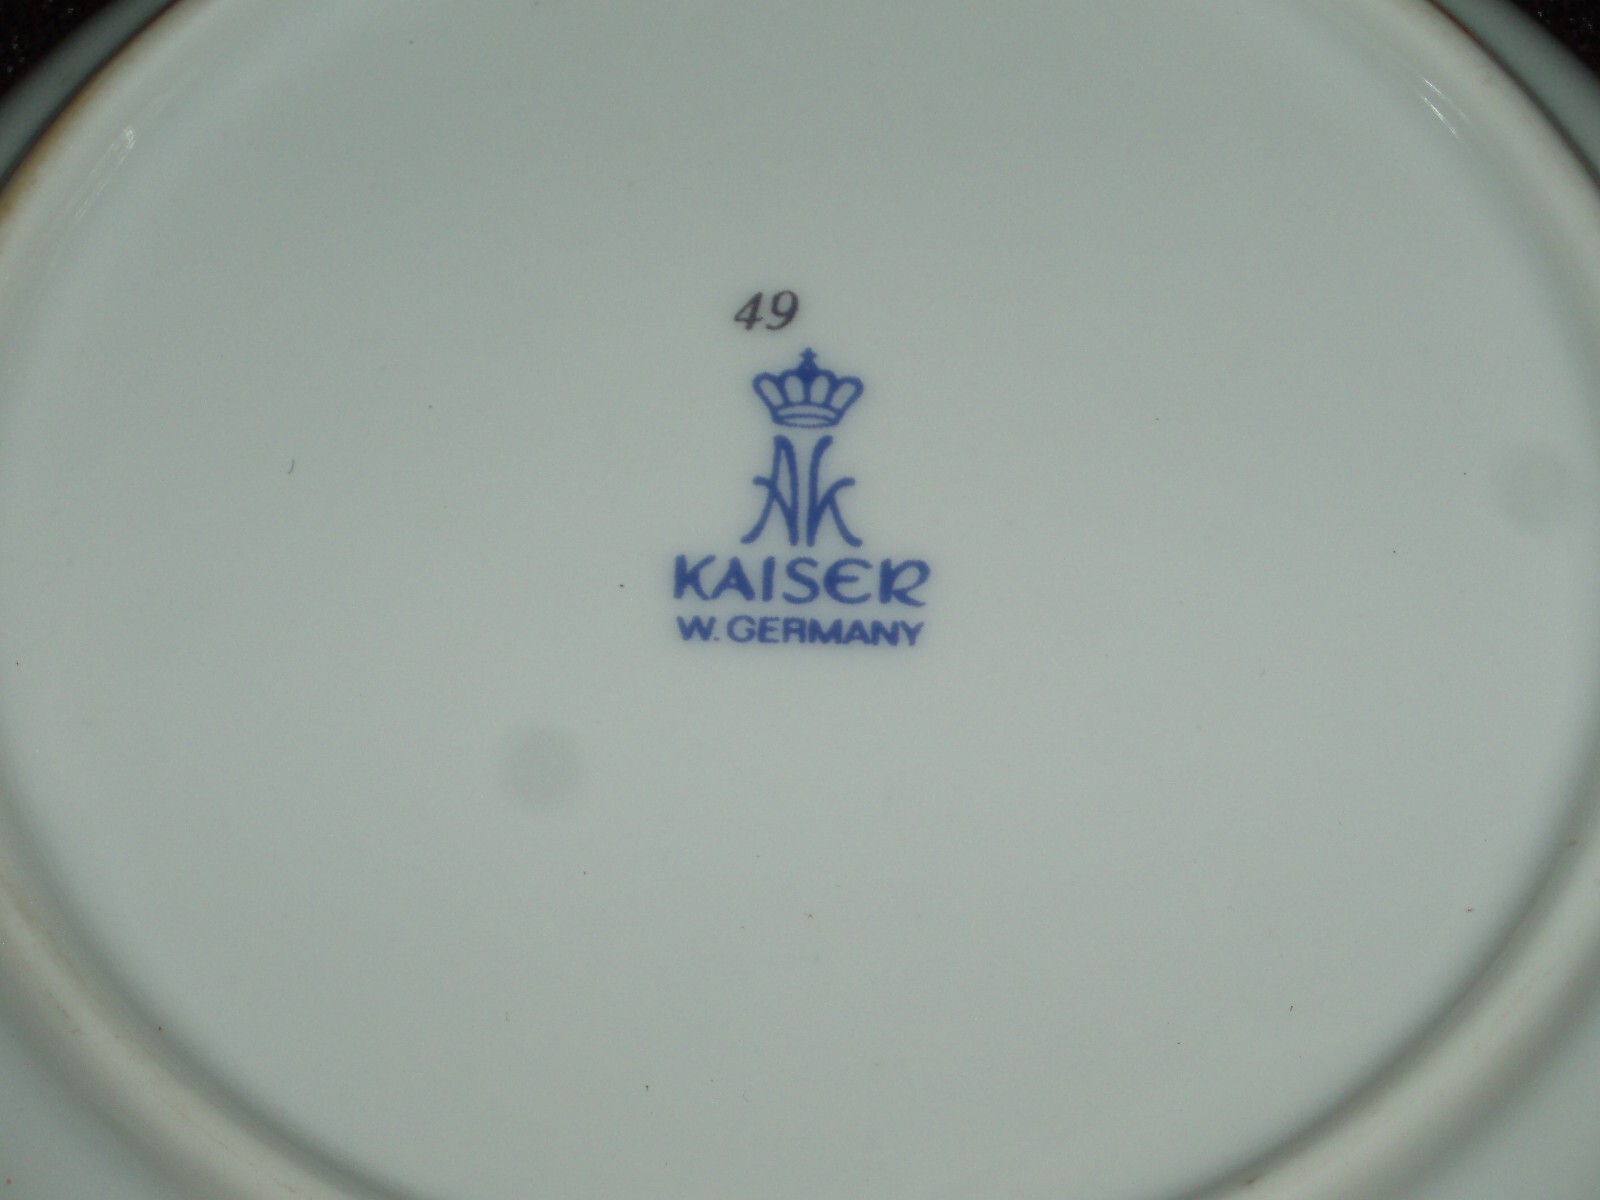 49
AK
KAISER
W. GERMANY